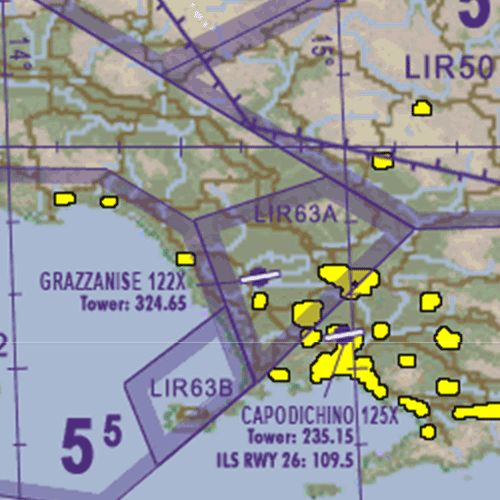 5
14°
15°
LIR50
LIR63A
GRAZZANISE 122X
Tower: 324.65
2
LIR63B
5⁵
CAPODICHINO 125X
Tower: 235.15
ILS RWY 26: 109.5